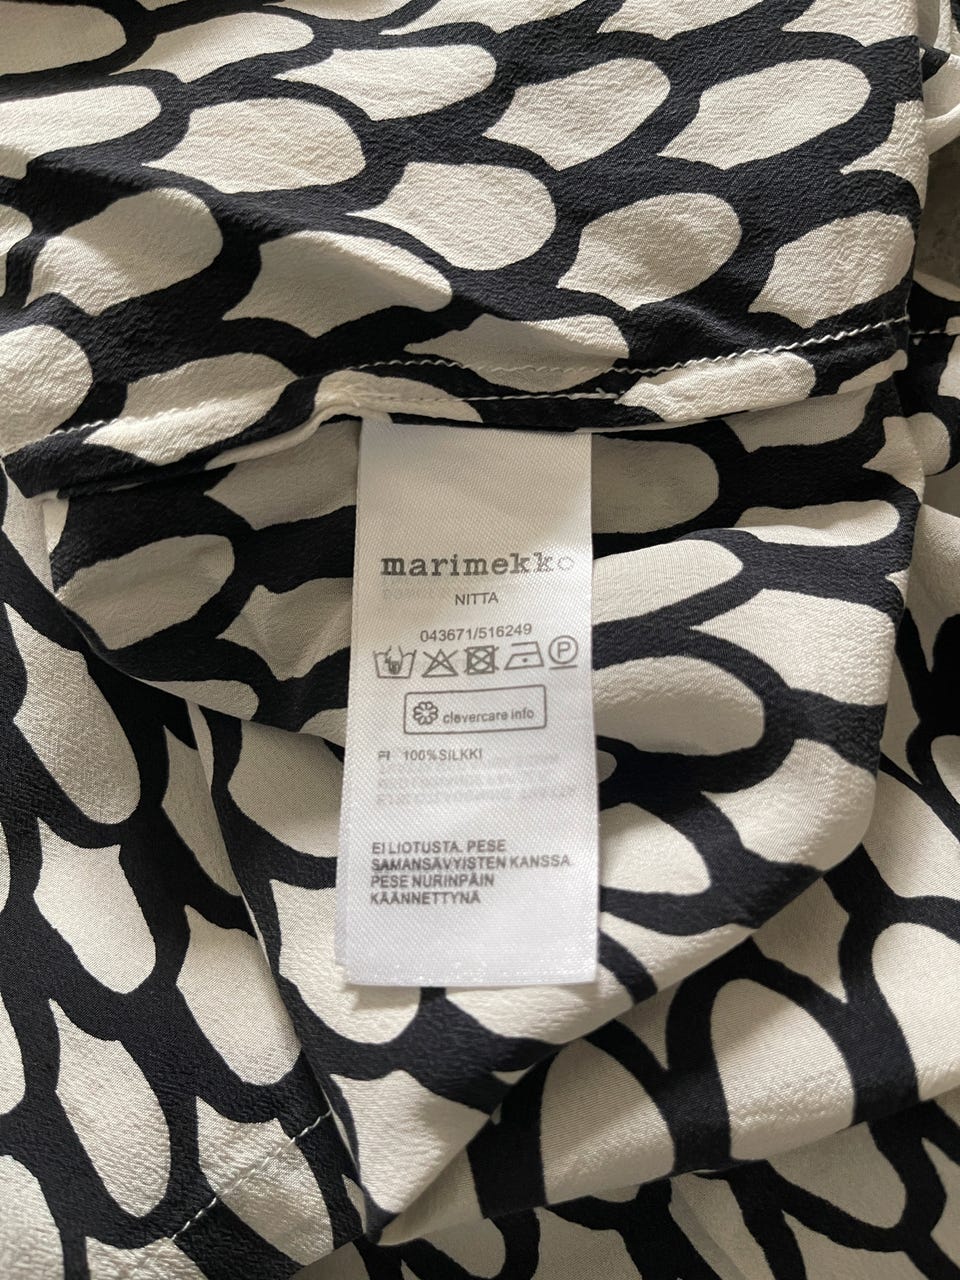 marimekko
NITTA
043671/516249
P
clevercare info
FI 100% SILKKI
EI LIOTUSTA. PESE
SAMANSÄVYISTEN KANSSA.
PESE NURINPÄIN
KÄÄNNETTYNÄ